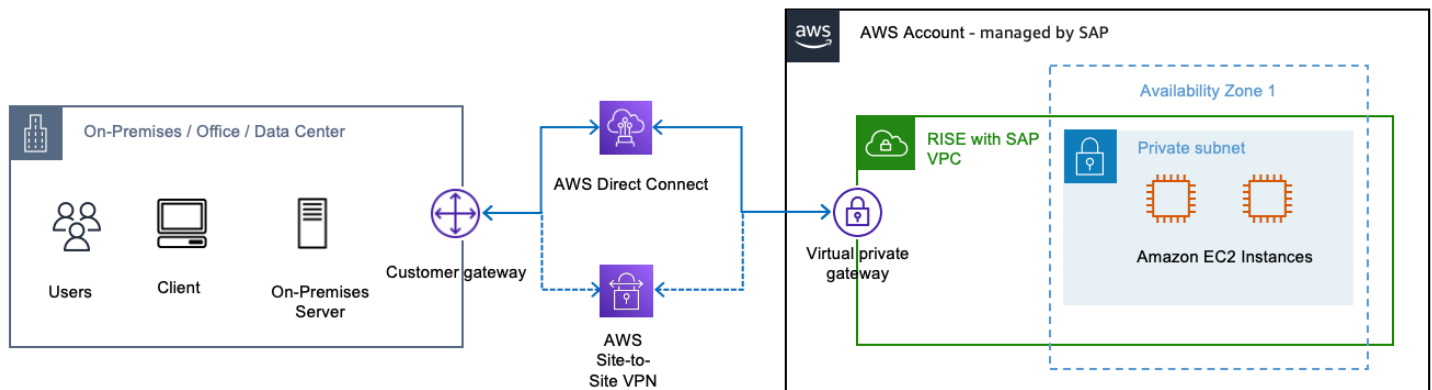 aws
AWS Account - managed by SAP
Availability Zone 1
On-Premises / Office / Data Center
RISE with SAP
VPC
Private subnet
AWS Direct Connect
Virtual private
gateway
Amazon EC2 Instances
Customer gateway
Users
Client
On-Premises
Server
AWS
Site-to-
Site VPN